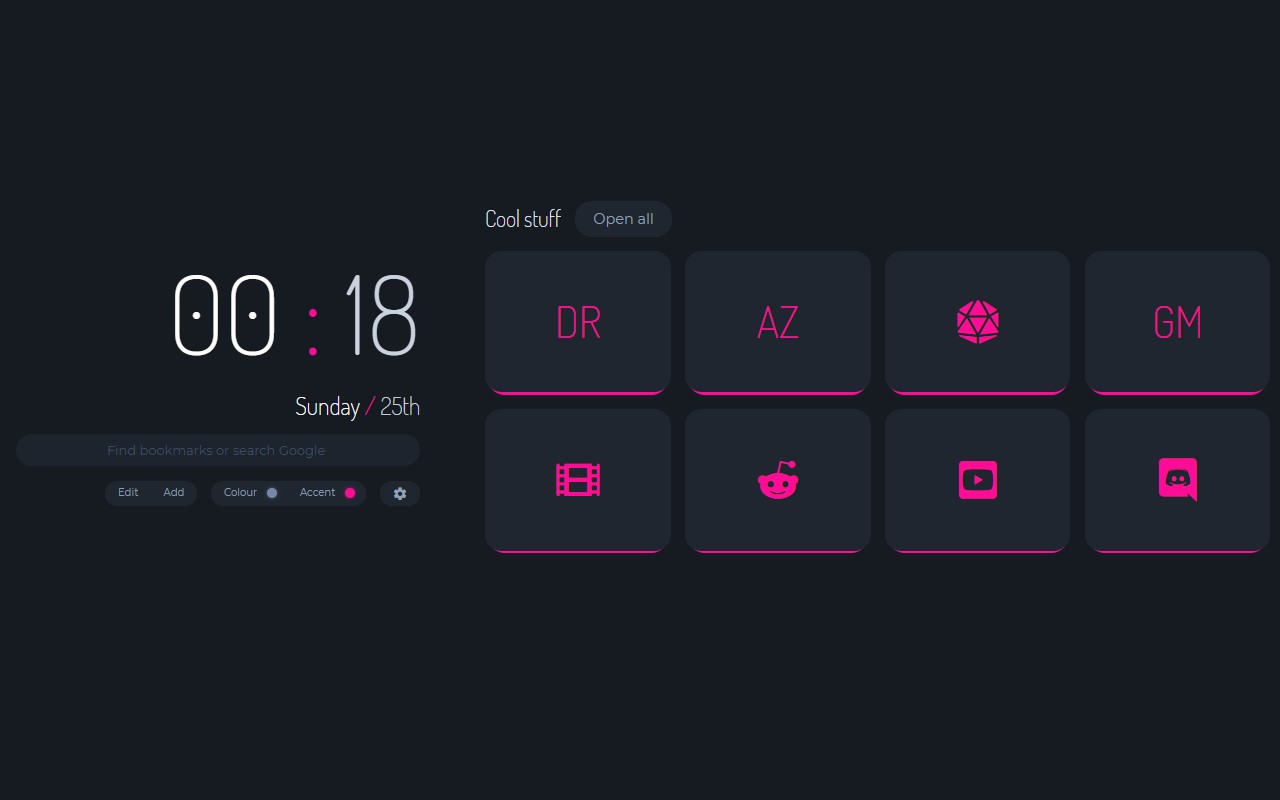 00 : 18
Sunday / 25th
Find bookmarks or search Google
Edit Add Colour Accent
Cool stuff Open all
DR AZ GM